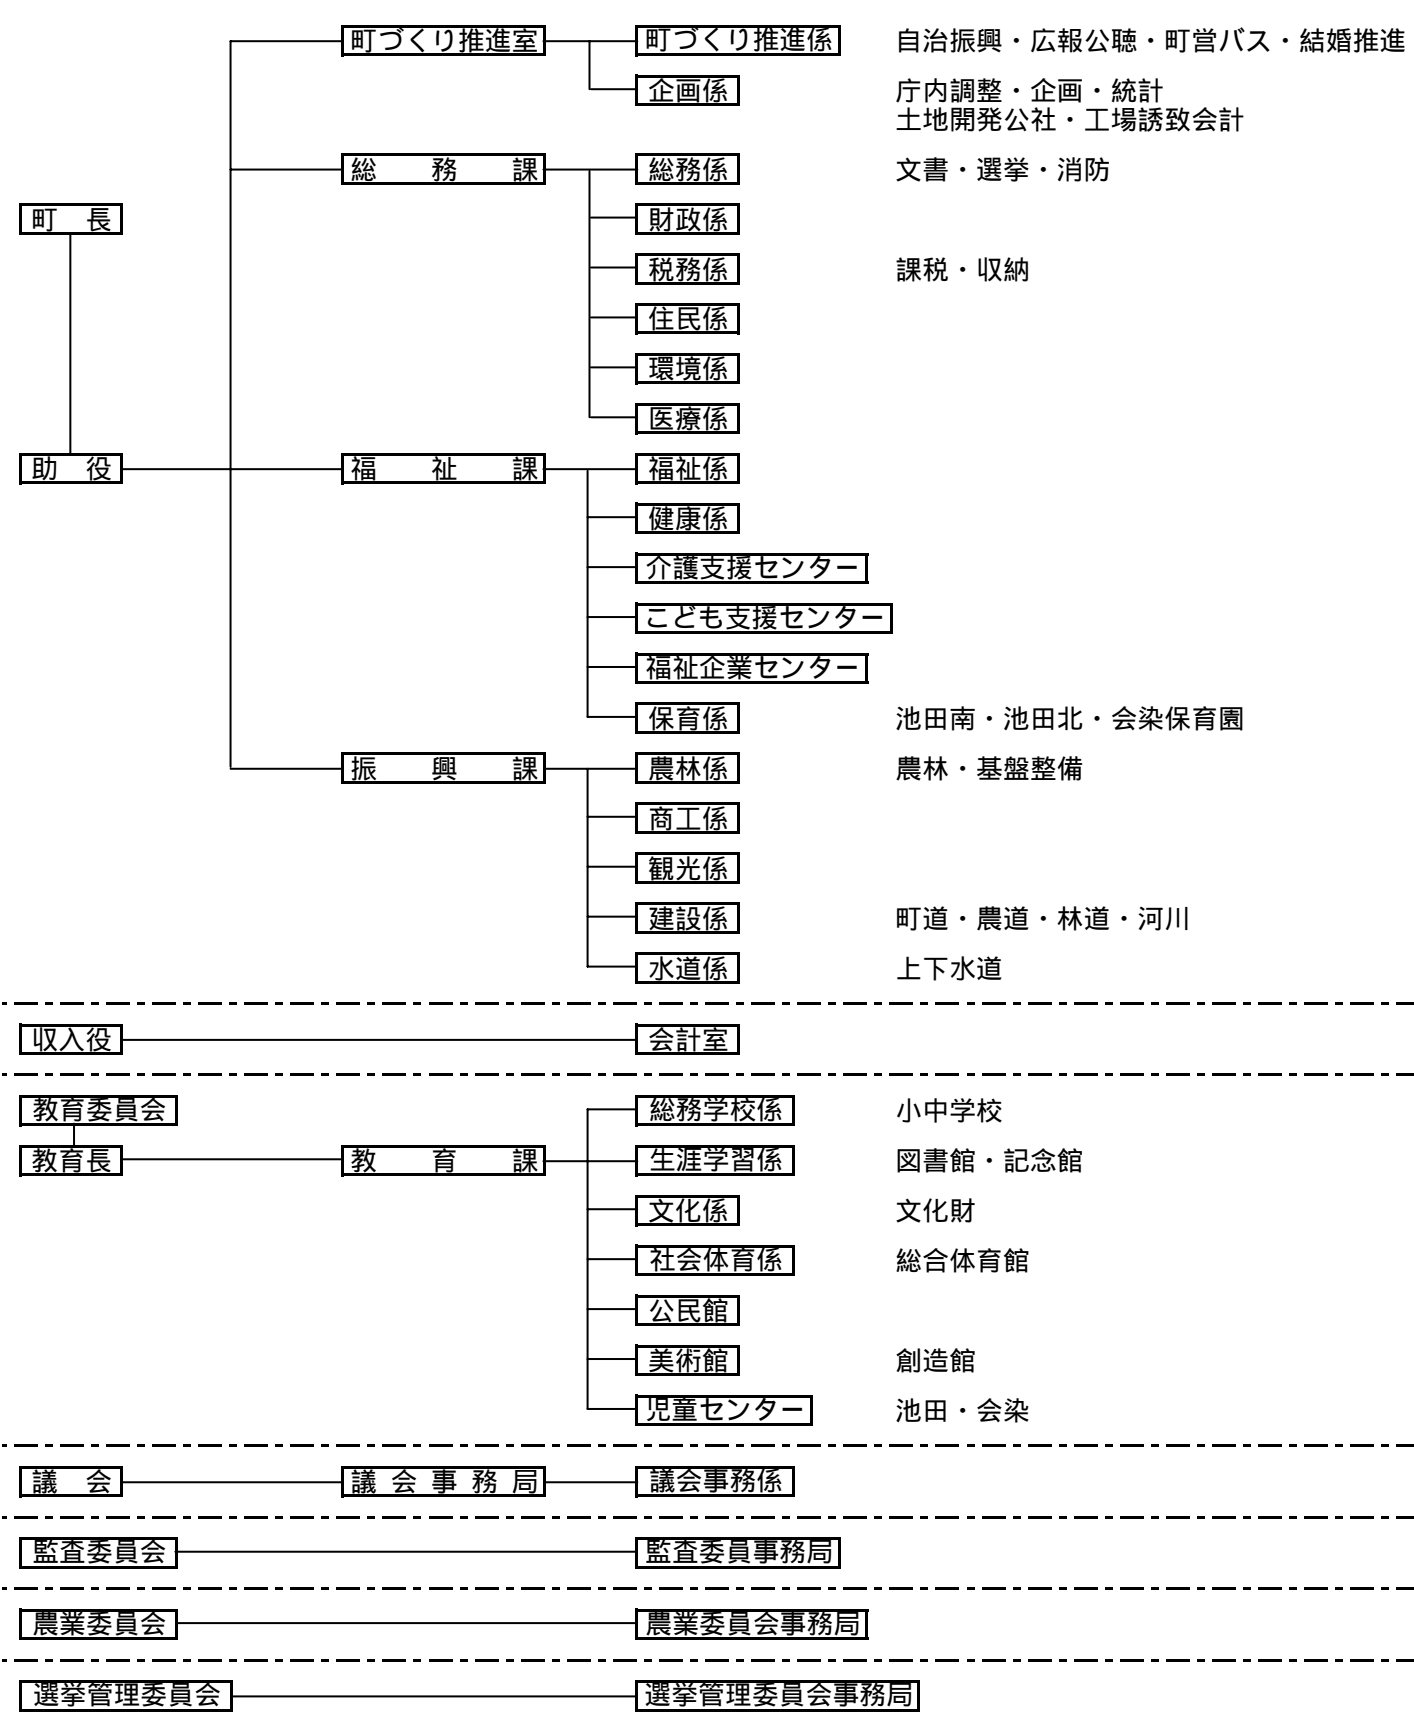 町づくり推進室 町づくり推進係 自治振興・広報公聴・町営バス・結婚推進
企画係 庁内調整・企画・統計
土地開発公社・工場誘致会計
総務課 総務係 文書・選挙・消防
町長 財政係
税務係 課税・収納
住民係
環境係
医療係
助役 福祉課 福祉係
健康係
介護支援センター
こども支援センター
福祉企業センター
保育係 池田南・池田北・会染保育園
振興課 農林係 農林・基盤整備
商工係
観光係
建設係 町道・農道・林道・河川
水道係 上下水道
収入役 会計室
教育委員会 総務学校係 小中学校
教育長 教育課 生涯学習係 図書館・記念館
文化係 文化財
社会体育係 総合体育館
公民館
美術館 創造館
児童センター 池田・会染
議会 議会事務局 議会事務係
監査委員会 監査委員事務局
農業委員会 農業委員会事務局
選挙管理委員会 選挙管理委員会事務局